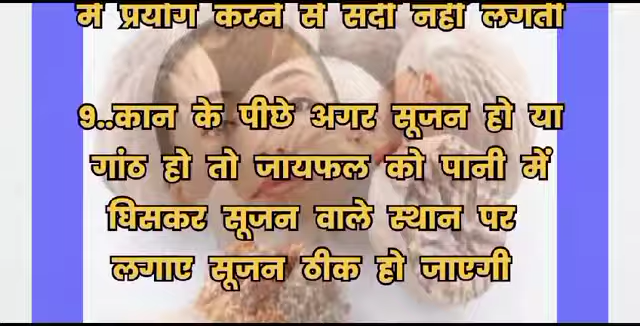 में प्रयोग करने से सर्दी नहीं लगती
9..कान के पीछे अगर सूजन हो या
गांठ हो तो जायफल को पानी में
घिसकर सूजन वाले स्थान पर
लगाए सूजन ठीक हो जाएगी